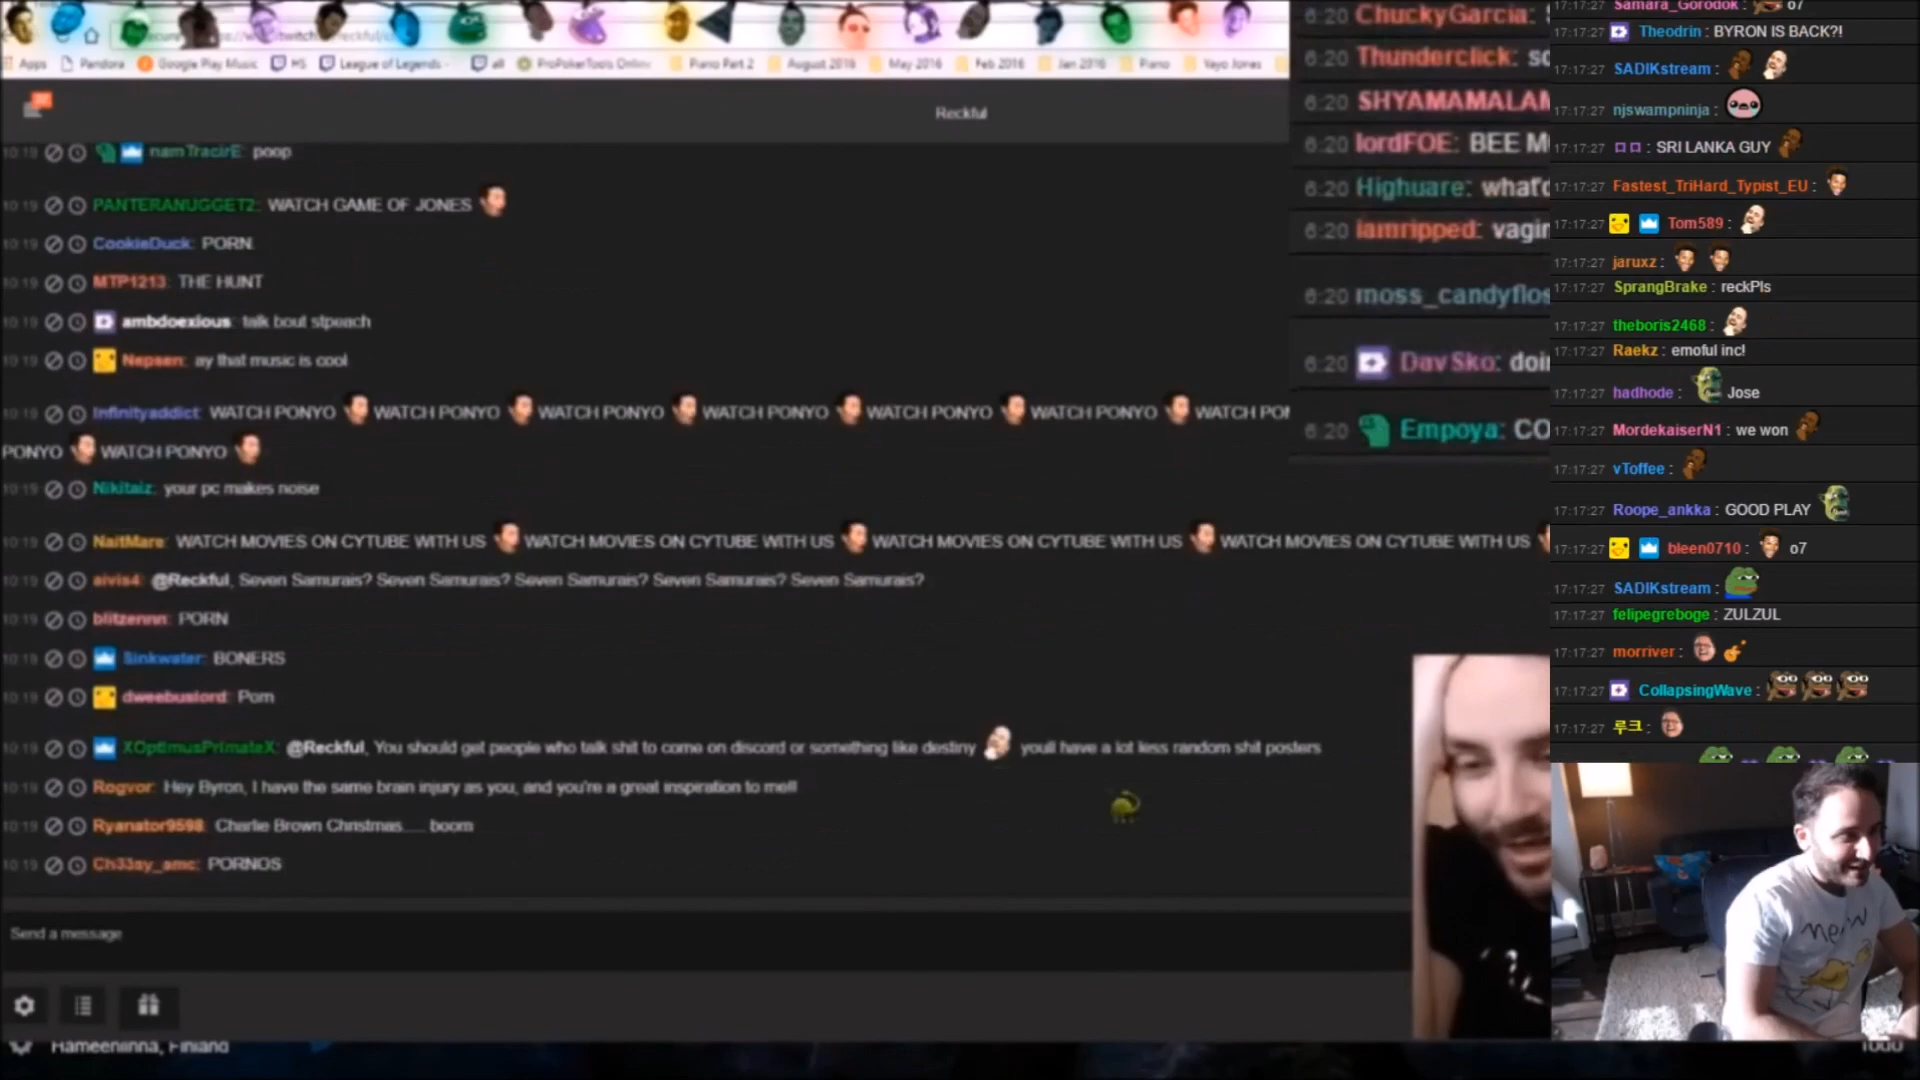 Apps Pandora Google Play Music HS League of Legends all ProPokerTools Online Piano Part 2 August 2016 May 2016 Feb 2016 Jan 2016 Piano Yayo Jones
Reckful
10:19 namTracirE: poop
10:19 PANTERANUGGET2: WATCH GAME OF JONES
10:19 CookieDuck: PORN
10:19 MTP1213: THE HUNT
10:19 ambdoexious: talk bout stpeach
10:19 Nepsen: ay that music is cool
10:19 Infinityaddict: WATCH PONYO WATCH PONYO WATCH PONYO WATCH PONYO WATCH PONYO WATCH PONYO WATCH PO
PONYO WATCH PONYO
10:19 Nikitaiz: your pc makes noise
10:19 NaitMare: WATCH MOVIES ON CYTUBE WITH US WATCH MOVIES ON CYTUBE WITH US WATCH MOVIES ON CYTUBE WITH US WATCH MOVIES ON CYTUBE WITH US
10:19 aivis4: @Reckful, Seven Samurais? Seven Samurais? Seven Samurais? Seven Samurais? Seven Samurais?
10:19 blitzennn: PORN
10:19 Sinkwater: BONERS
10:19 dweebuslord: Porn
10:19 XOptimusPrimateX: @Reckful, You should get people who talk shit to come on discord or something like destiny youll have a lot less random shit posters
10:19 Rogvor: Hey Byron, I have the same brain injury as you, and you're a great inspiration to me!!
10:19 Ryanator9598: Charlie Brown Christmas..... boom
10:19 Ch33sy_amc: PORNOS
Send a message
Hämeenlinna, Finland
6:20 ChuckyGarcia:
6:20 Thunderclick: so
6:20 SHYAMAMALAM
6:20 lordFOE: BEE M
6:20 Highuare: what'd
6:20 iamripped: vagin
6:20 moss_candyflos
6:20 DavSko: doin
6:20 Empoya: CO
Samara_Gorodok : o7
17:17:27 Theodrin : BYRON IS BACK?!
17:17:27 SADIKstream :
17:17:27 njswampninja :
17:17:27 ㅁㅁ : SRI LANKA GUY
17:17:27 Fastest_TriHard_Typist_EU :
17:17:27 Tom589 :
17:17:27 jaruxz :
17:17:27 SprangBrake : reckPls
17:17:27 theboris2468 :
17:17:27 Raekz : emoful inc!
17:17:27 hadhode : Jose
17:17:27 MordekaiserN1 : we won
17:17:27 vToffee :
17:17:27 Roope_ankka : GOOD PLAY
17:17:27 bleen0710 : o7
17:17:27 SADIKstream :
17:17:27 felipegreboge : ZULZUL
17:17:27 morriver :
17:17:27 CollapsingWave :
17:17:27 루크 :